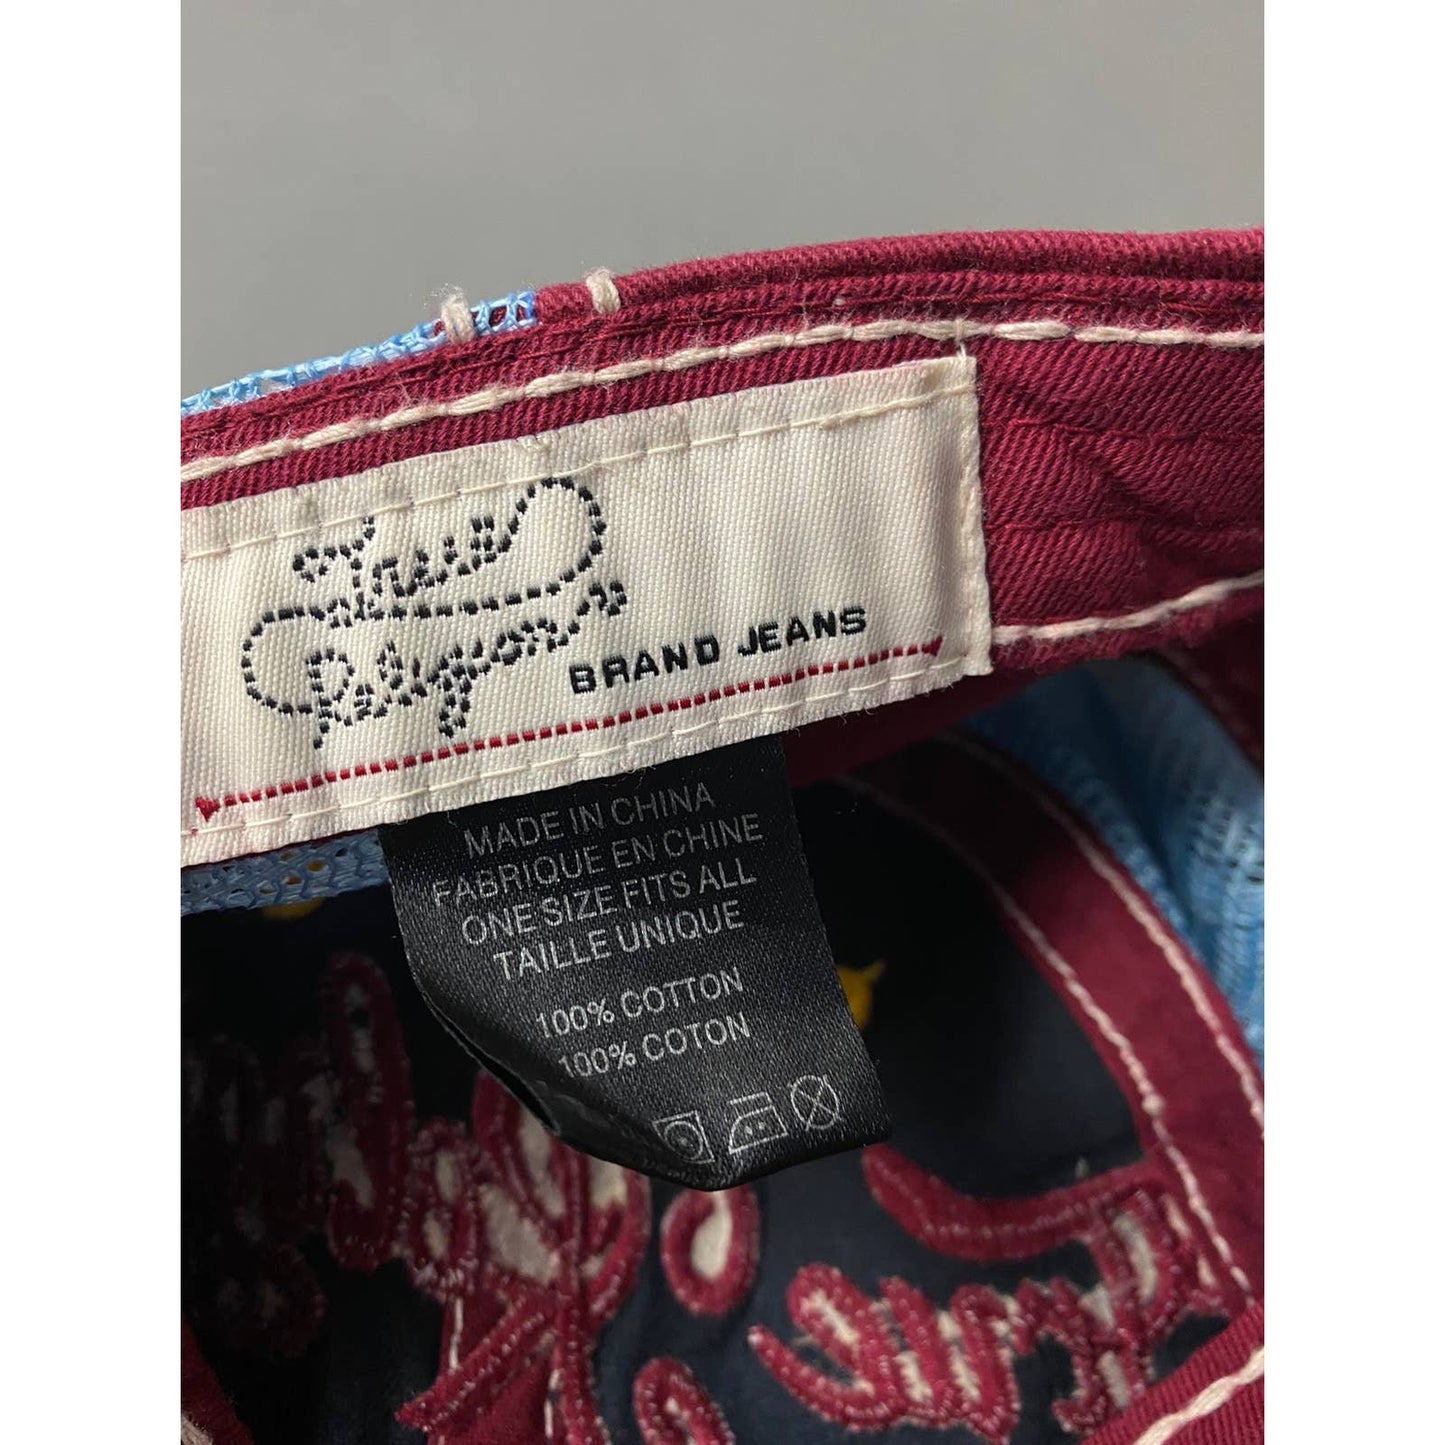 True
Religion
BRAND JEANS
MADE IN CHINA
FABRIQUE EN CHINE
ONE SIZE FITS ALL
TAILLE UNIQUE
100% COTTON
100% COTON